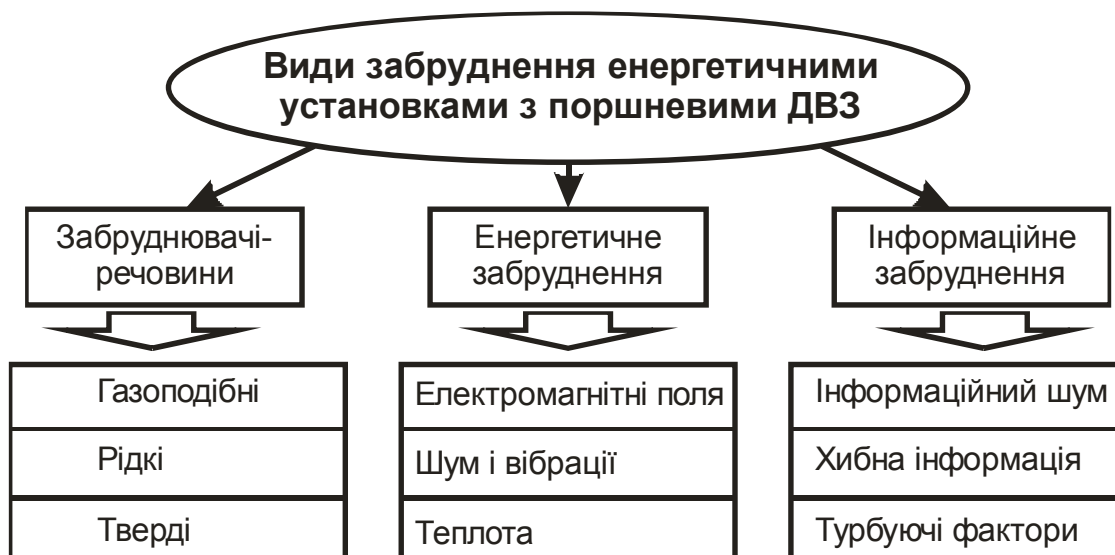 Види забруднення енергетичними
установками з поршневими ДВЗ
Забруднювачі-
речовини
Енергетичне
забруднення
Інформаційне
забруднення
Газоподібні
Рідкі
Тверді
Електромагнітні поля
Шум і вібрації
Теплота
Інформаційний шум
Хибна інформація
Турбуючі фактори